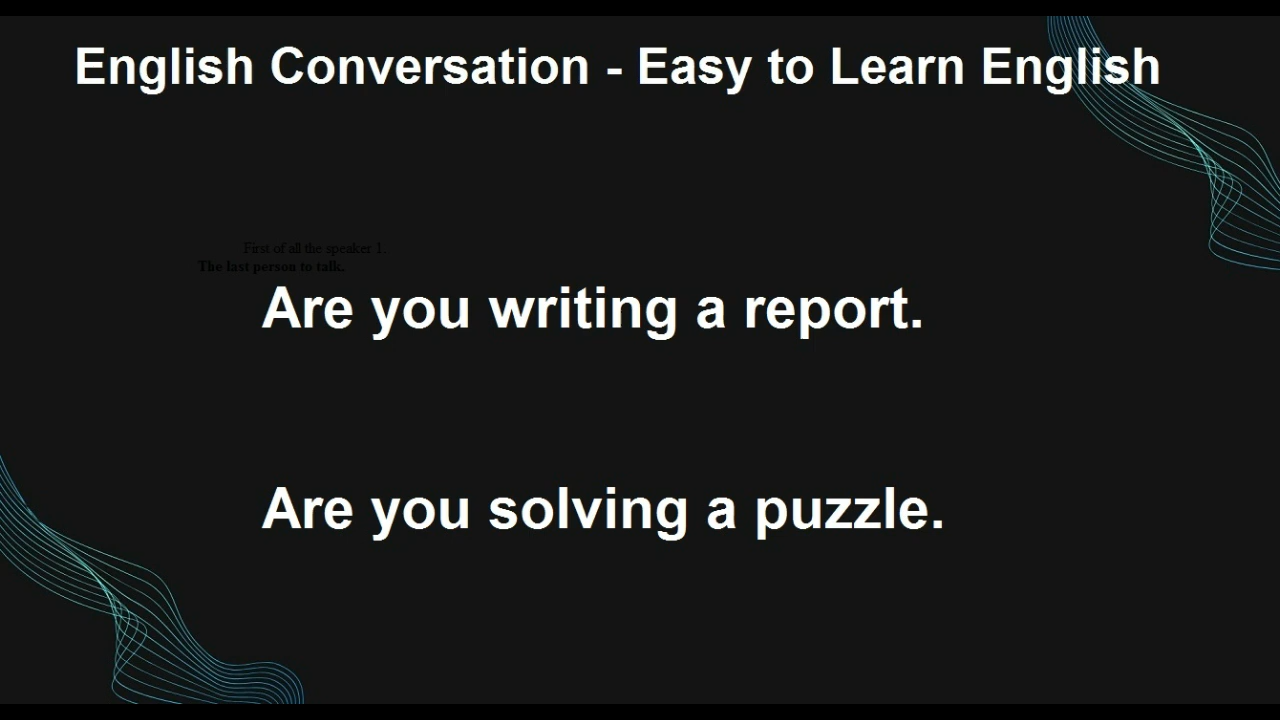 English Conversation - Easy to Learn English
First of all the speaker 1.
The last person to talk.
Are you writing a report.
Are you solving a puzzle.